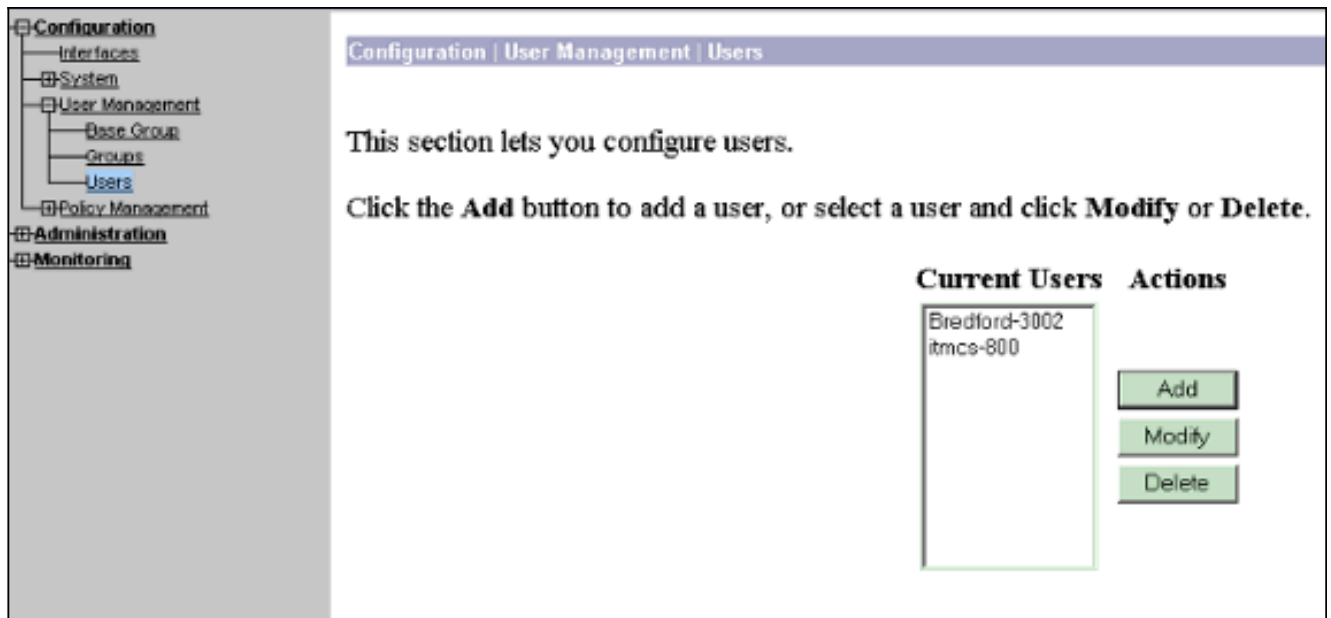 Configuration
Interfaces
System
User Management
Base Group
Groups
Users
Policy Management
Administration
Monitoring
Configuration | User Management | Users
This section lets you configure users.
Click the Add button to add a user, or select a user and click Modify or Delete.
Current Users Actions
Bredford-3002
itmcs-800
Add
Modify
Delete